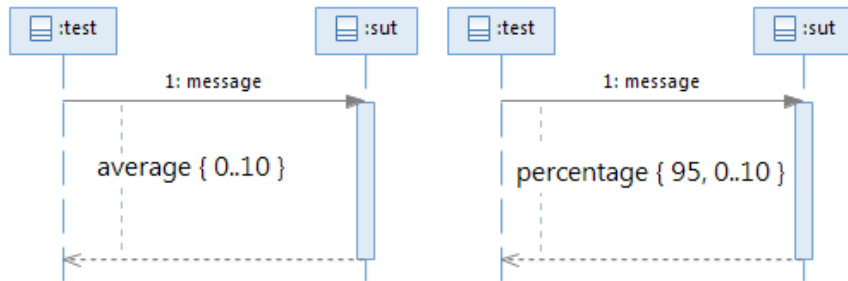 :test
:sut
1: message
average { 0..10 }
:test
:sut
1: message
percentage { 95, 0..10 }